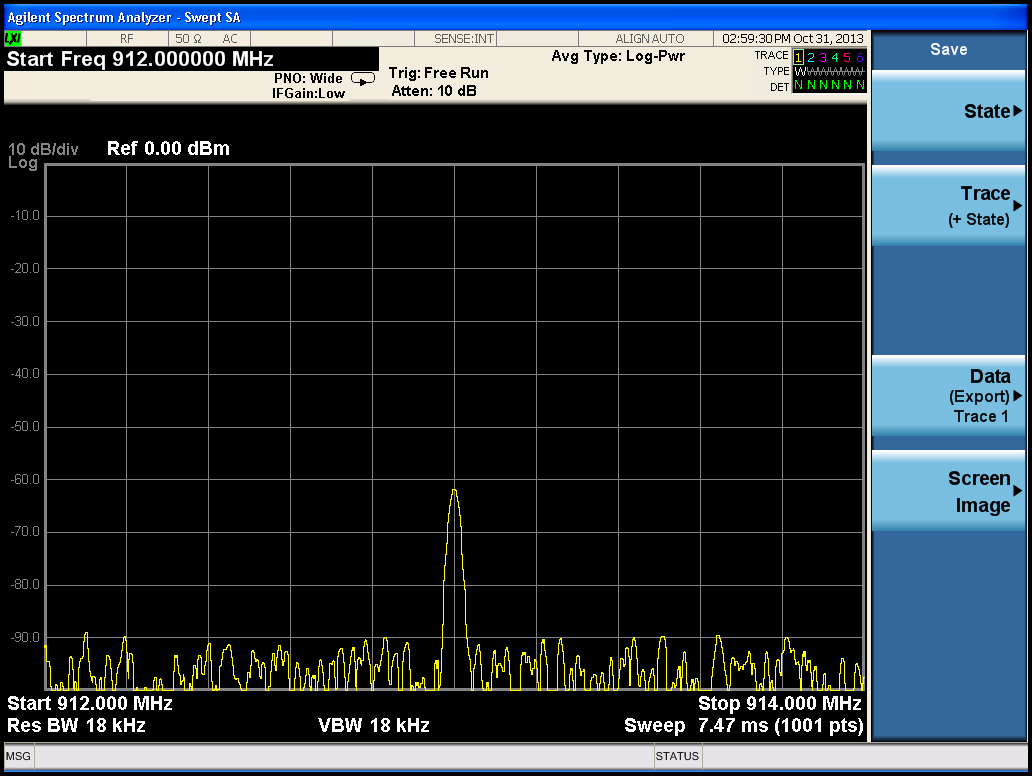 Agilent Spectrum Analyzer - Swept SA
LXI RF 50 Ω AC SENSE:INT ALIGN AUTO 02:59:30 PM Oct 31, 2013
Start Freq 912.000000 MHz
PNO: Wide
IFGain:Low
Trig: Free Run
Atten: 10 dB
Avg Type: Log-Pwr
TRACE 1 2 3 4 5 6
TYPE W
DET N N N N N N
10 dB/div Ref 0.00 dBm
Log
-10.0
-20.0
-30.0
-40.0
-50.0
-60.0
-70.0
-80.0
-90.0
Start 912.000 MHz Stop 914.000 MHz
Res BW 18 kHz VBW 18 kHz Sweep 7.47 ms (1001 pts)
MSG STATUS
Save
State
Trace
(+ State)
Data
(Export)
Trace 1
Screen
Image